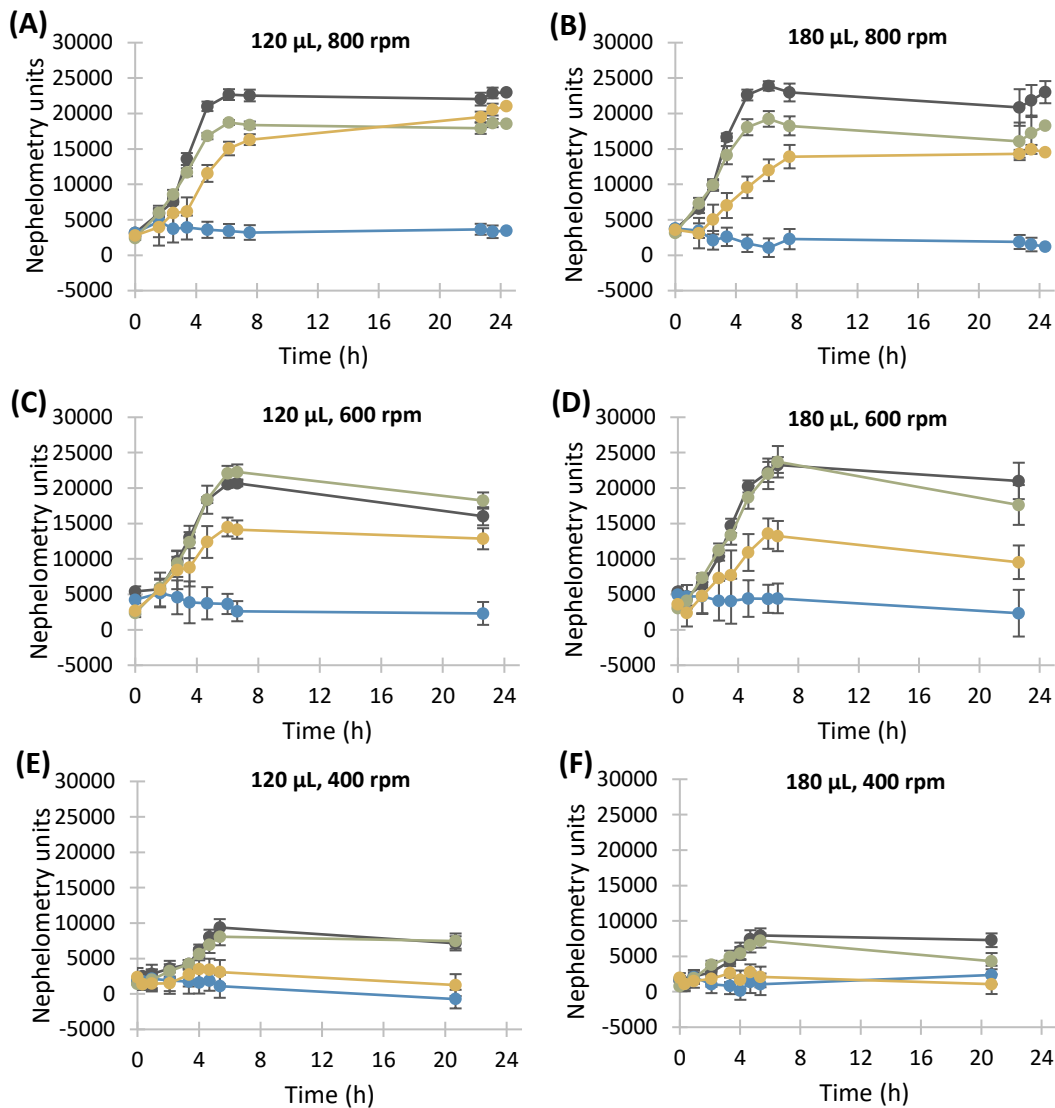 (A)
120 µL, 800 rpm
30000
25000
20000
15000
10000
5000
0
-5000
Nephelometry units
0 4 8 12 16 20 24
Time (h)
(B)
180 µL, 800 rpm
30000
25000
20000
15000
10000
5000
0
-5000
Nephelometry units
0 4 8 12 16 20 24
Time (h)
(C)
120 µL, 600 rpm
30000
25000
20000
15000
10000
5000
0
-5000
Nephelometry units
0 4 8 12 16 20 24
Time (h)
(D)
180 µL, 600 rpm
30000
25000
20000
15000
10000
5000
0
-5000
Nephelometry units
0 4 8 12 16 20 24
Time (h)
(E)
120 µL, 400 rpm
30000
25000
20000
15000
10000
5000
0
-5000
Nephelometry units
0 4 8 12 16 20 24
Time (h)
(F)
180 µL, 400 rpm
30000
25000
20000
15000
10000
5000
0
-5000
Nephelometry units
0 4 8 12 16 20 24
Time (h)